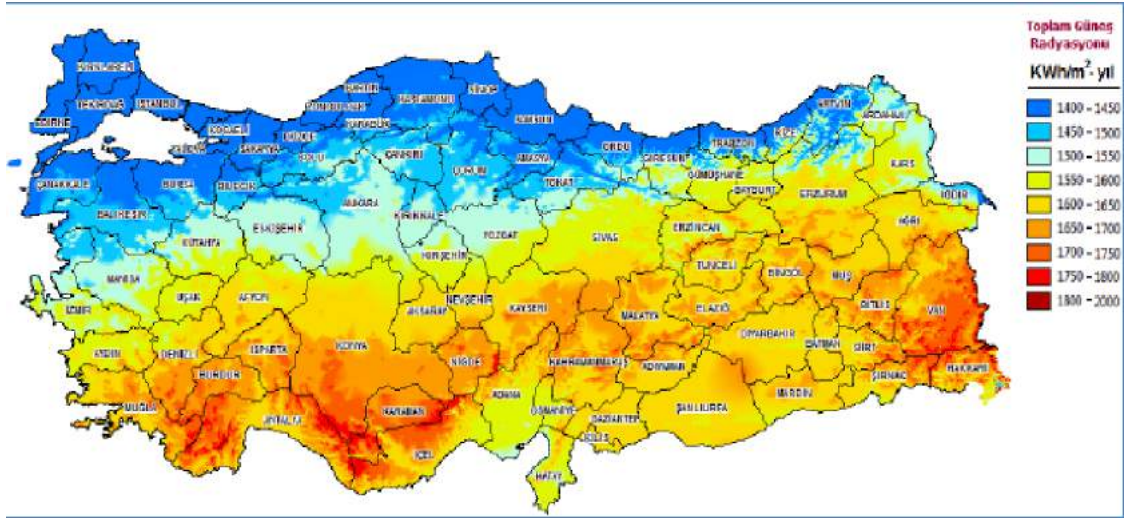 Toplam Güneş
Radyasyonu
KWh/m²- yıl
1400 - 1450
1450 - 1500
1500 - 1550
1550 - 1600
1600 - 1650
1650 - 1700
1700 - 1750
1750 - 1800
1800 - 2000
KIRKLARELİ
TEKİRDAĞ
İSTANBUL
EDİRNE
KOCAELİ
SAKARYA
DÜZCE
ZONGULDAK
BARTIN
KARABÜK
KASTAMONU
SİNOP
SAMSUN
ORDU
GİRESUN
TRABZON
RİZE
ARTVİN
ARDAHAN
KARS
IĞDIR
AĞRI
ÇANAKKALE
BURSA
BİLECİK
BOLU
ÇANKIRI
ÇORUM
AMASYA
TOKAT
GÜMÜŞHANE
BAYBURT
ERZURUM
BALIKESİR
KÜTAHYA
ESKİŞEHİR
ANKARA
KIRIKKALE
YOZGAT
SİVAS
ERZİNCAN
KIRŞEHİR
TUNCELİ
BİNGÖL
MUŞ
MANİSA
İZMİR
UŞAK
AFYON
NEVŞEHİR
AKSARAY
KAYSERİ
MALATYA
ELAZIĞ
BİTLİS
VAN
DİYARBAKIR
BATMAN
SİİRT
AYDIN
DENİZLİ
ISPARTA
BURDUR
KONYA
NİĞDE
KAHRAMANMARAŞ
ADIYAMAN
ŞIRNAK
HAKKARİ
MUĞLA
ANTALYA
KARAMAN
İÇEL
ADANA
OSMANİYE
GAZİANTEP
KİLİS
ŞANLIURFA
MARDİN
HATAY